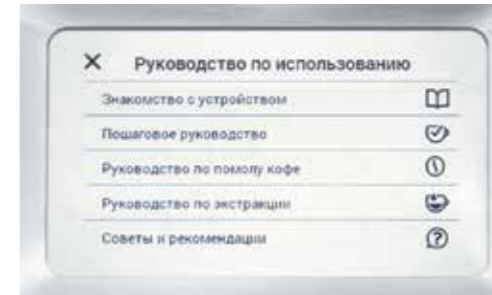 Руководство по использованию
Знакомство с устройством
Пошаговое руководство
Руководство по помолу кофе
Руководство по экстракции
Советы и рекомендации